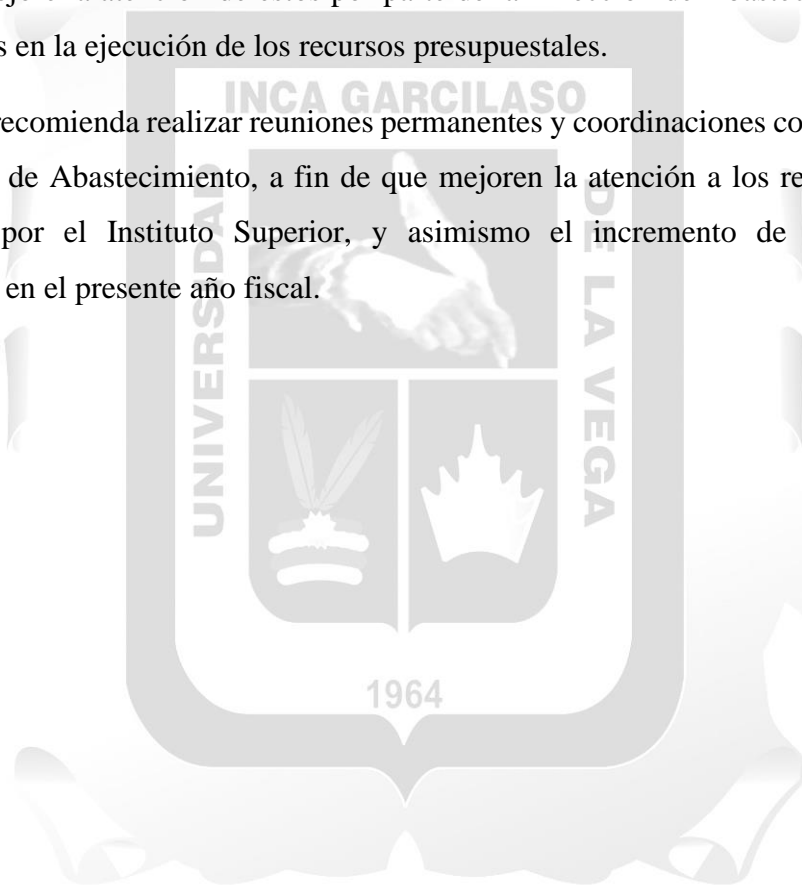 s en la ejecución de los recursos presupuestales.
recomienda realizar reuniones permanentes y coordinaciones co
de Abastecimiento, a fin de que mejoren la atención a los re
por el Instituto Superior, y asimismo el incremento de
en el presente año fiscal.
UNIVERSIDAD
INCA GARCILASO
DE LA VEGA
1964